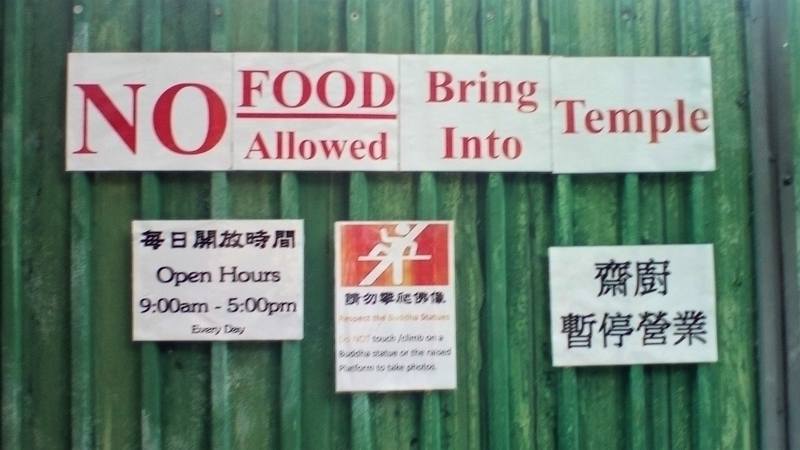 NO FOOD Bring Temple
Allowed Into
每日開放時間
Open Hours
9:00am - 5:00pm
Every Day
請勿攀爬佛像
Respect the Buddha Statues
Do NOT touch /climb on a
Buddha statue or the raised
Platform to take photos.
齋廚
暫停營業